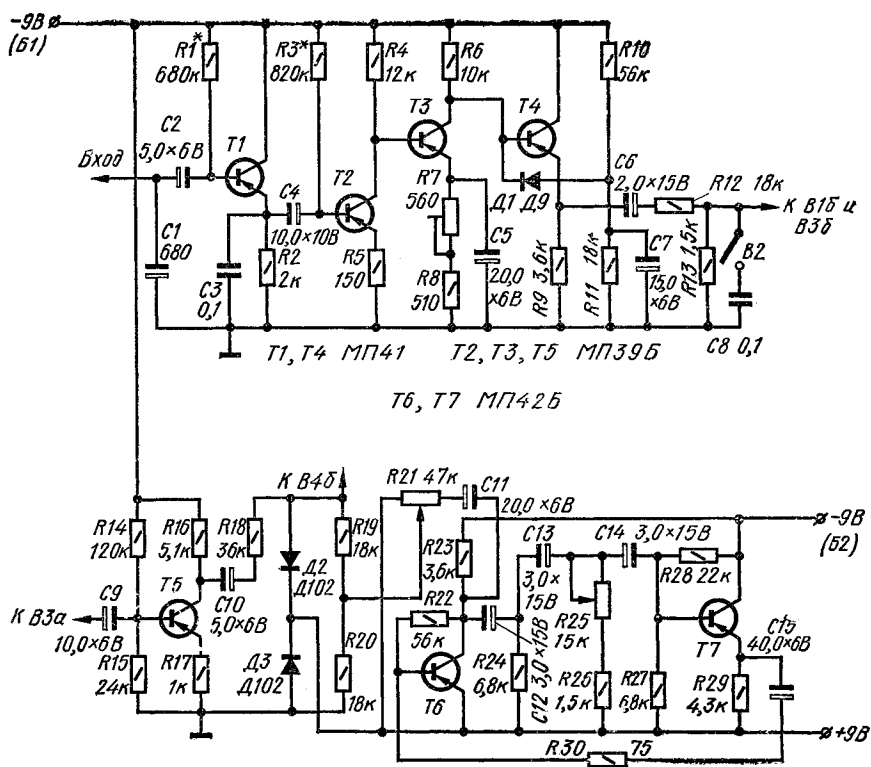 -9В
(Б1)
R1*
680к
R3*
820к
R4
12к
R6
10к
R10
56к
Вход
C2
5,0×6В
T1
C4
10,0×10В
T2
T3
T4
R7
560
Д1 Д9
C6
2,0×15В
R12 18к
К В1б и
В3б
C1
680
C3
0,1
R2
2к
R5
150
R8
510
C5
20,0
×6В
R9 3,6к
R11 18к
C7
15,0
×6В
R13 1,5к
В2
C8 0,1
T1, T4 МП41 T2, T3, T5 МП39Б
T6, T7 МП42Б
К В4б
R21 47к
C11
20,0×6В
-9В
(Б2)
R14
120к
R16
5,1к
R18
36к
Д2
Д102
R19
18к
R23
3,6к
C13
3,0×
15В
C14 3,0×15В
R28 22к
C9
К В3а
10,0×6В
T5
C10
5,0×6В
R22
56к
R25
15к
T7
C15
40,0×6В
R15
24к
R17
1к
Д3
Д102
R20
18к
T6
R24
6,8к
C12 3,0×15В
R26
1,5к
R27
6,8к
R29
4,3к
+9В
R30 75